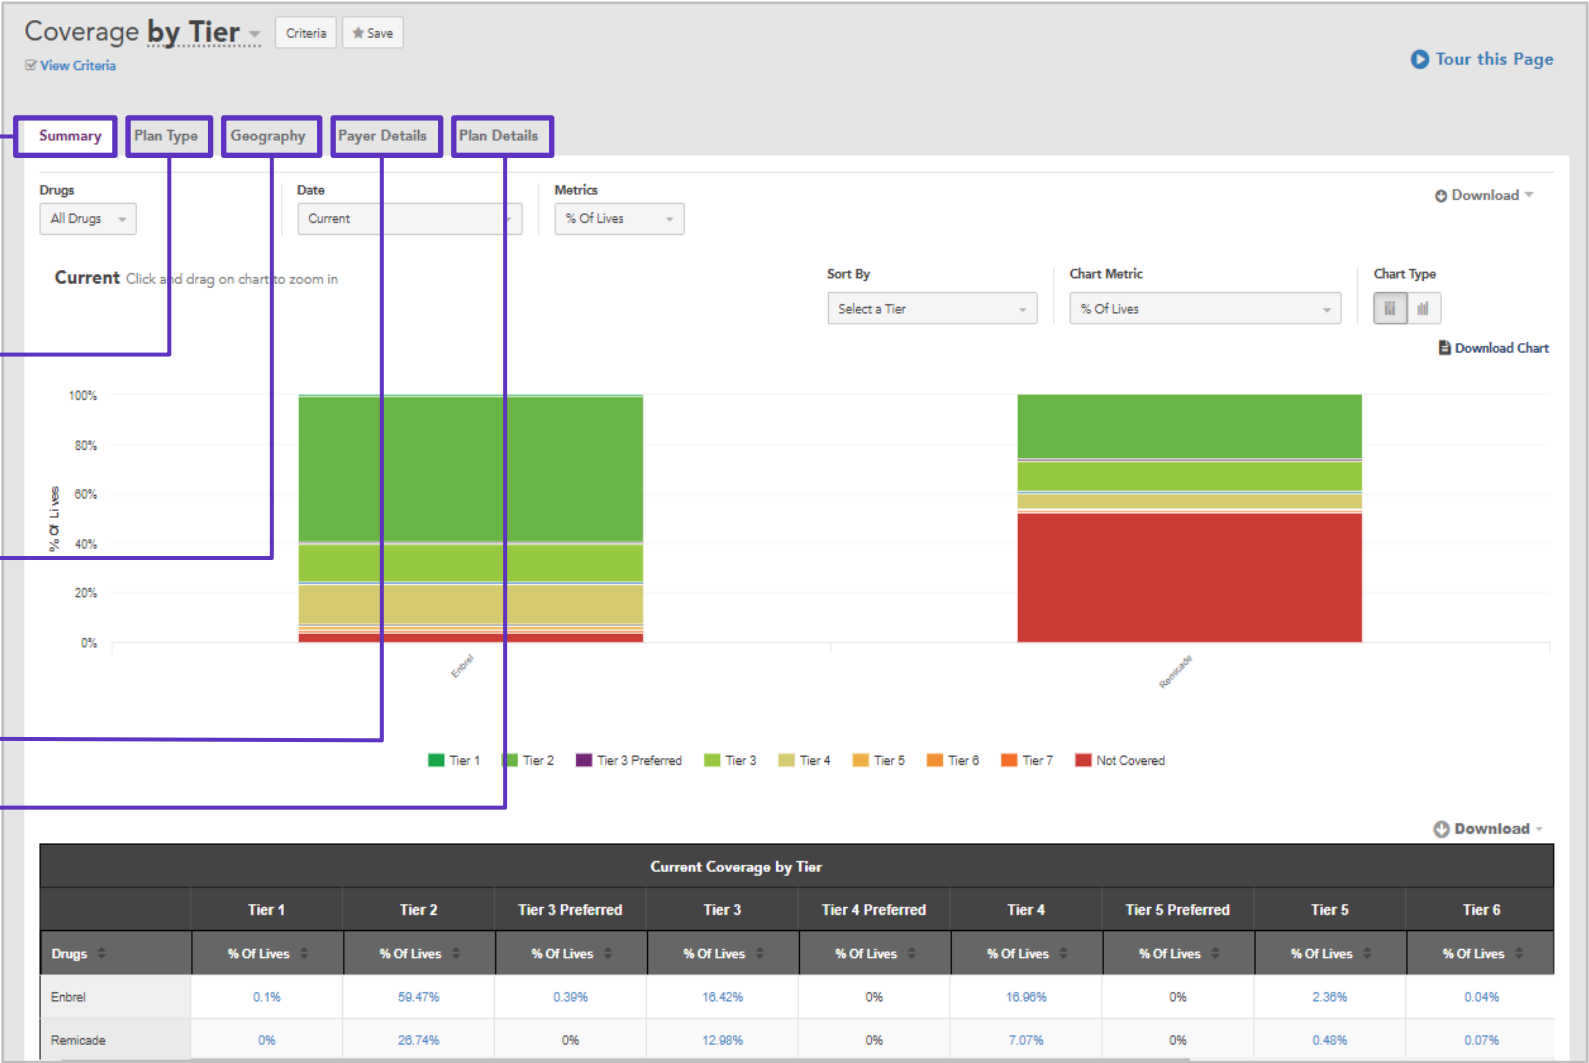 Coverage by Tier
Criteria
Save
View Criteria
Tour this Page
Summary
Plan Type
Geography
Payer Details
Plan Details
Drugs
Date
Metrics
All Drugs
Current
% Of Lives
Download
Current Click and drag on chart to zoom in
Sort By
Chart Metric
Chart Type
Select a Tier
% Of Lives
Download Chart
% Of Lives
100%
80%
60%
40%
20%
0%
Enbrel
Remicade
Tier 1
Tier 2
Tier 3 Preferred
Tier 3
Tier 4
Tier 5
Tier 6
Tier 7
Not Covered
Download
Current Coverage by Tier
Tier 1 Tier 2 Tier 3 Preferred Tier 3 Tier 4 Preferred Tier 4 Tier 5 Preferred Tier 5 Tier 6
Drugs % Of Lives % Of Lives % Of Lives % Of Lives % Of Lives % Of Lives % Of Lives % Of Lives % Of Lives
Enbrel 0.1% 59.47% 0.39% 16.42% 0% 16.96% 0% 2.36% 0.04%
Remicade 0% 26.74% 0% 12.98% 0% 7.07% 0% 0.48% 0.07%